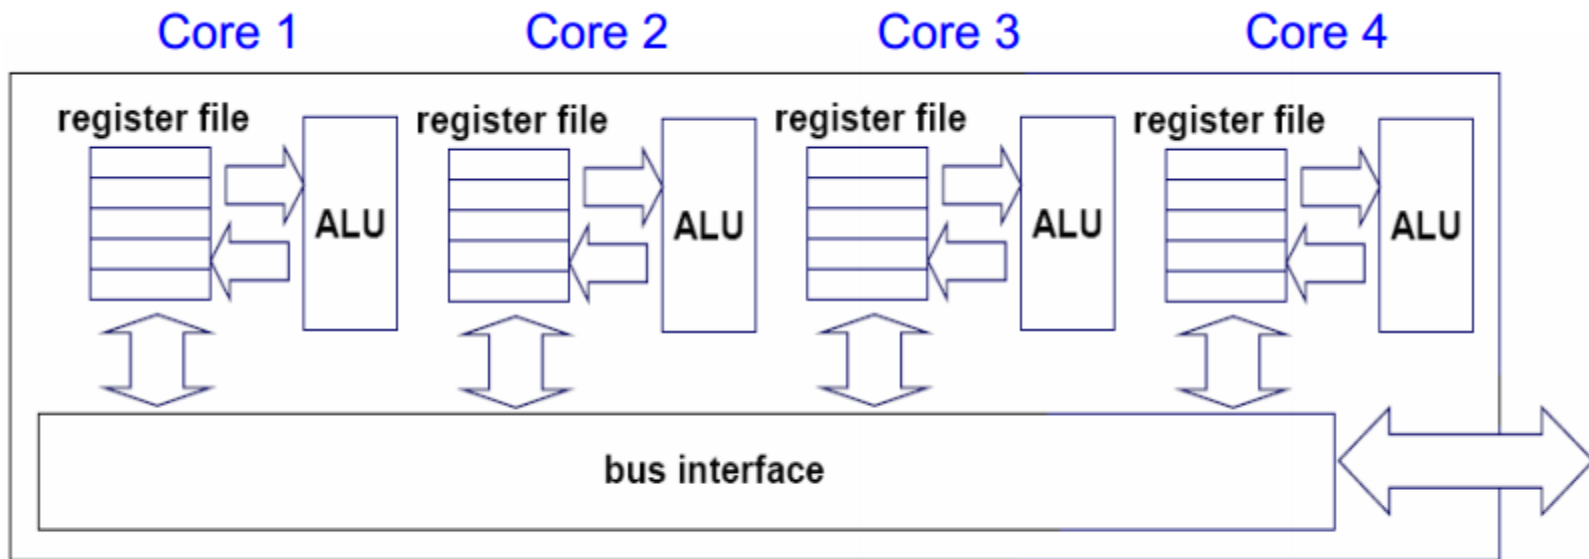 Core 1 Core 2 Core 3 Core 4
register file register file register file register file
ALU ALU ALU ALU
bus interface